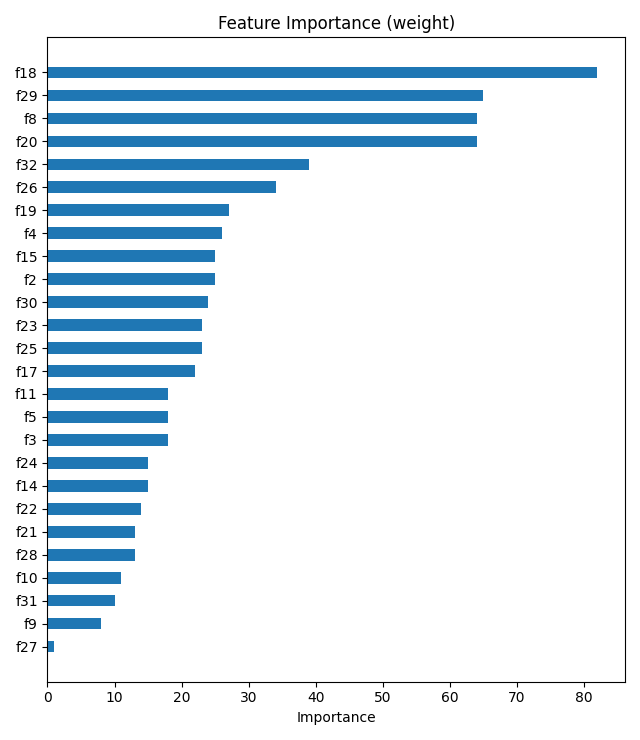 Feature Importance (weight)
f18
f29
f8
f20
f32
f26
f19
f4
f15
f2
f30
f23
f25
f17
f11
f5
f3
f24
f14
f22
f21
f28
f10
f31
f9
f27
0 10 20 30 40 50 60 70 80
Importance